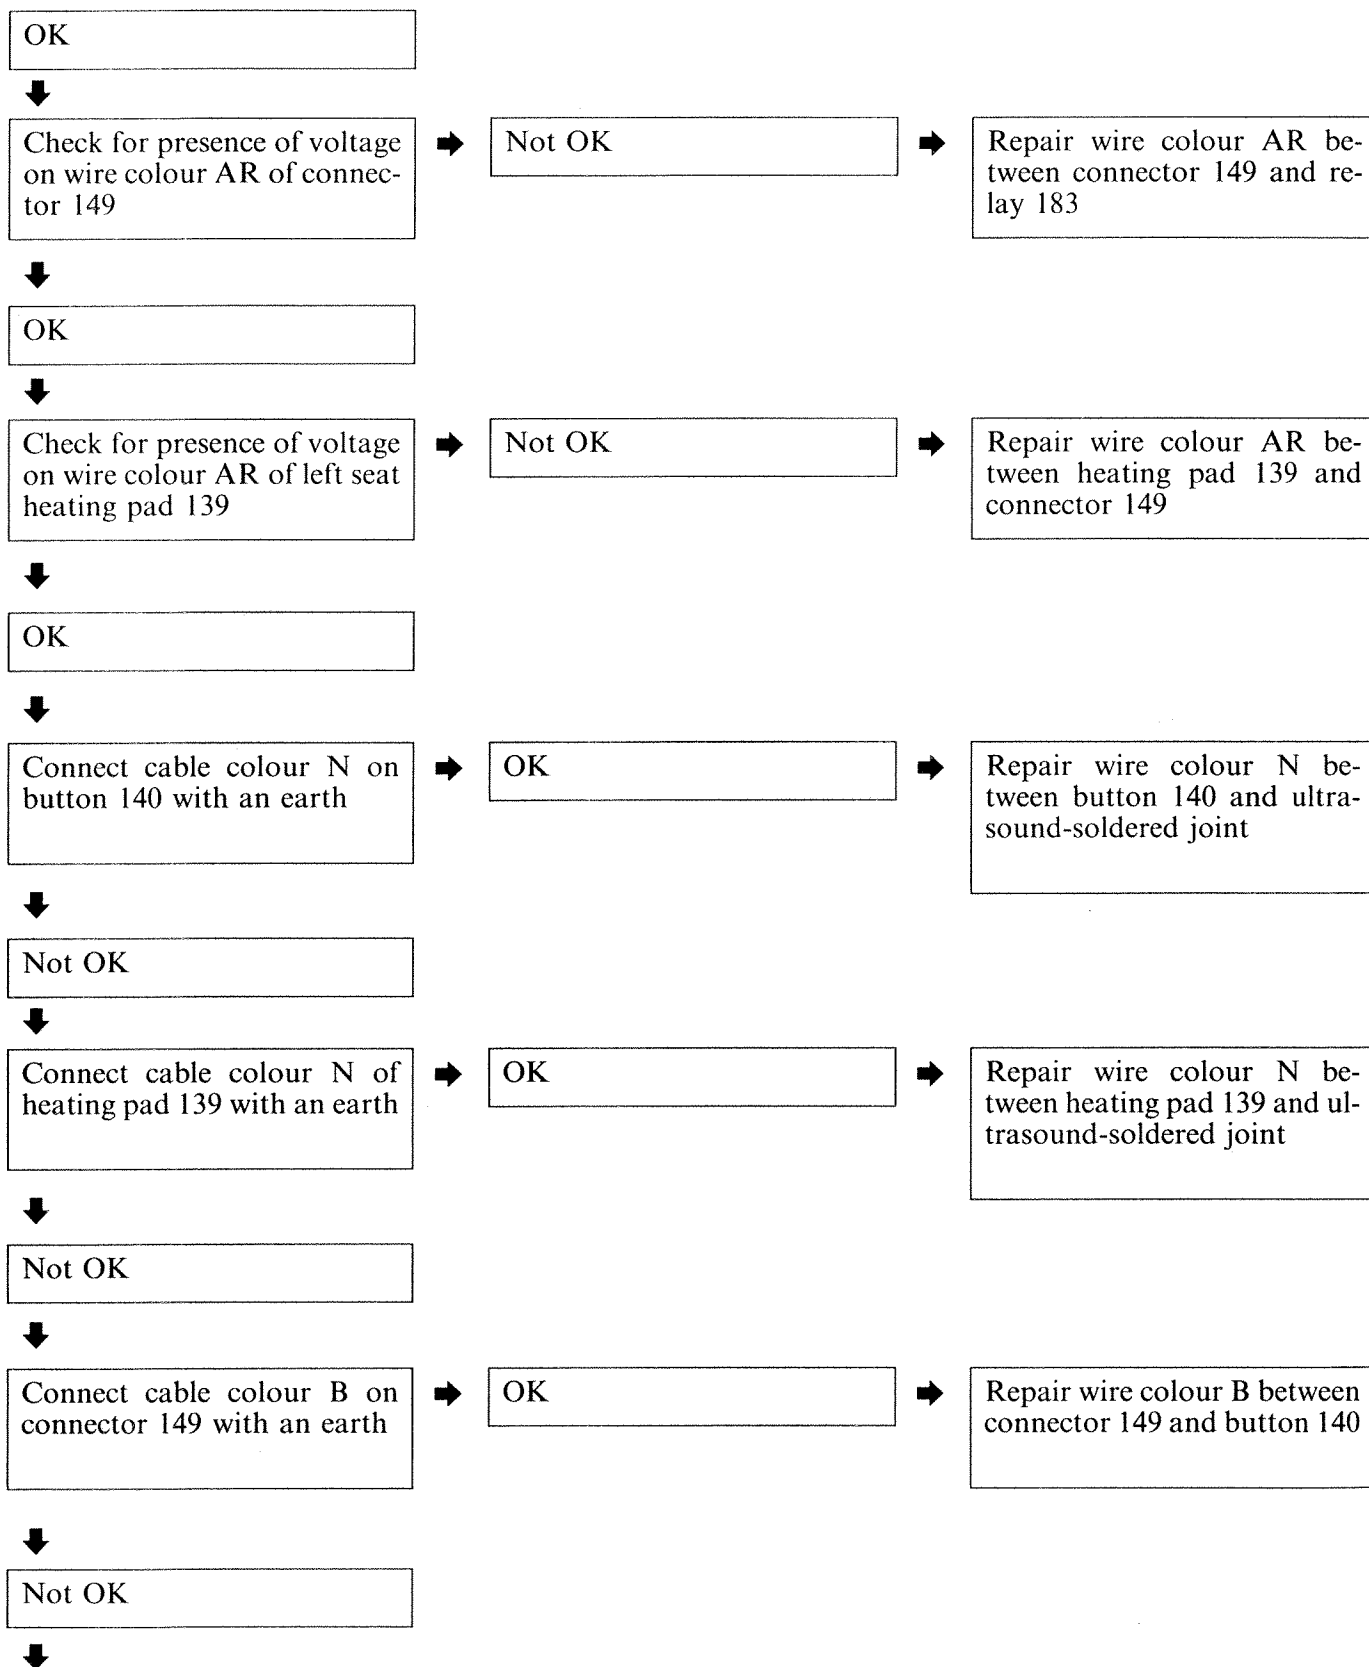 OK
Check for presence of voltage
on wire colour AR of connec-
tor 149
Not OK
Repair wire colour AR be-
tween connector 149 and re-
lay 183
OK
Check for presence of voltage
on wire colour AR of left seat
heating pad 139
Not OK
Repair wire colour AR be-
tween heating pad 139 and
connector 149
OK
Connect cable colour N on
button 140 with an earth
OK
Repair wire colour N be-
tween button 140 and ultra-
sound-soldered joint
Not OK
Connect cable colour N of
heating pad 139 with an earth
OK
Repair wire colour N be-
tween heating pad 139 and ul-
trasound-soldered joint
Not OK
Connect cable colour B on
connector 149 with an earth
OK
Repair wire colour B between
connector 149 and button 140
Not OK